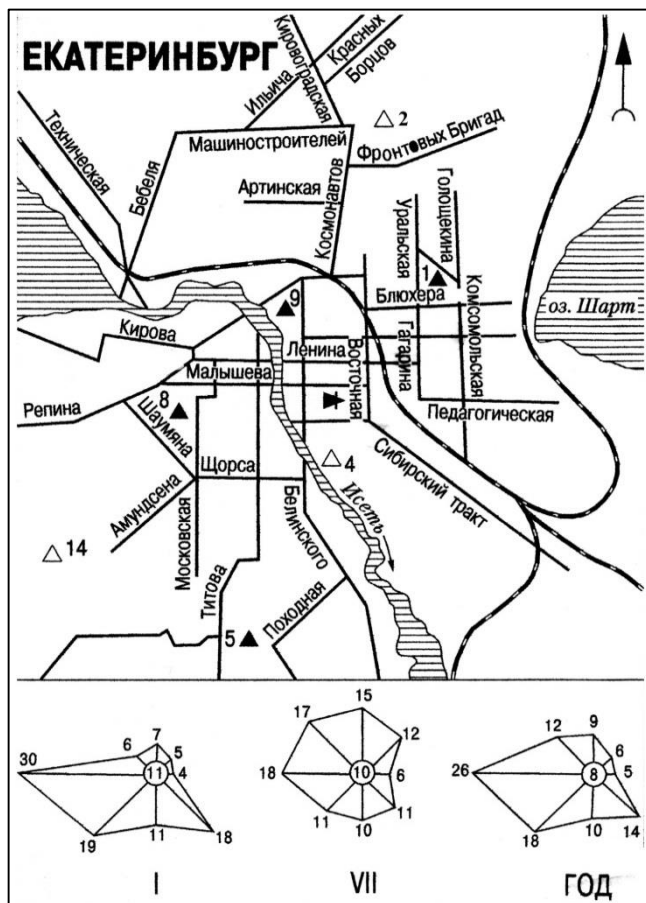 ЕКАТЕРИНБУРГ
Кировоградская
Красных
Борцов
Ильича
Техническая
Бебеля
Машиностроителей
2
Фронтовых Бригад
Артинская
Космонавтов
Уральская
Голощекина
1
9
Блюхера
оз. Шарт
Кирова
Ленина
Восточная
Гагарина
Комсомольская
Малышева
Репина
8
Шаумяна
Педагогическая
Щорса
4
Сибирский тракт
Амундсена
14
Московская
Белинского
Исеть
Титова
Походная
5
30
6
7
5
11
4
19
11
18
I
15
17
12
18
10
6
11
10
11
VII
12
9
6
26
8
5
18
10
14
ГОД